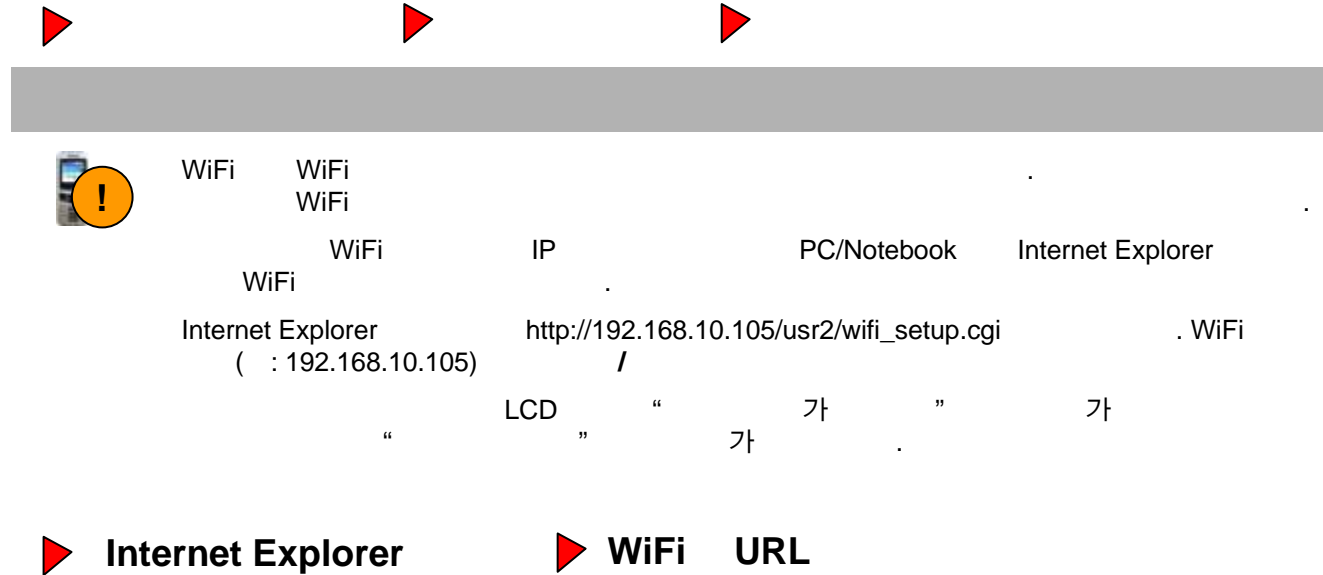 WiFi WiFi .
! WiFi .
WiFi IP PC/Notebook Internet Explorer
WiFi .
Internet Explorer http://192.168.10.105/usr2/wifi_setup.cgi . WiFi
( : 192.168.10.105) /
LCD “ 가 ” 가
“ ” 가 .
Internet Explorer WiFi URL